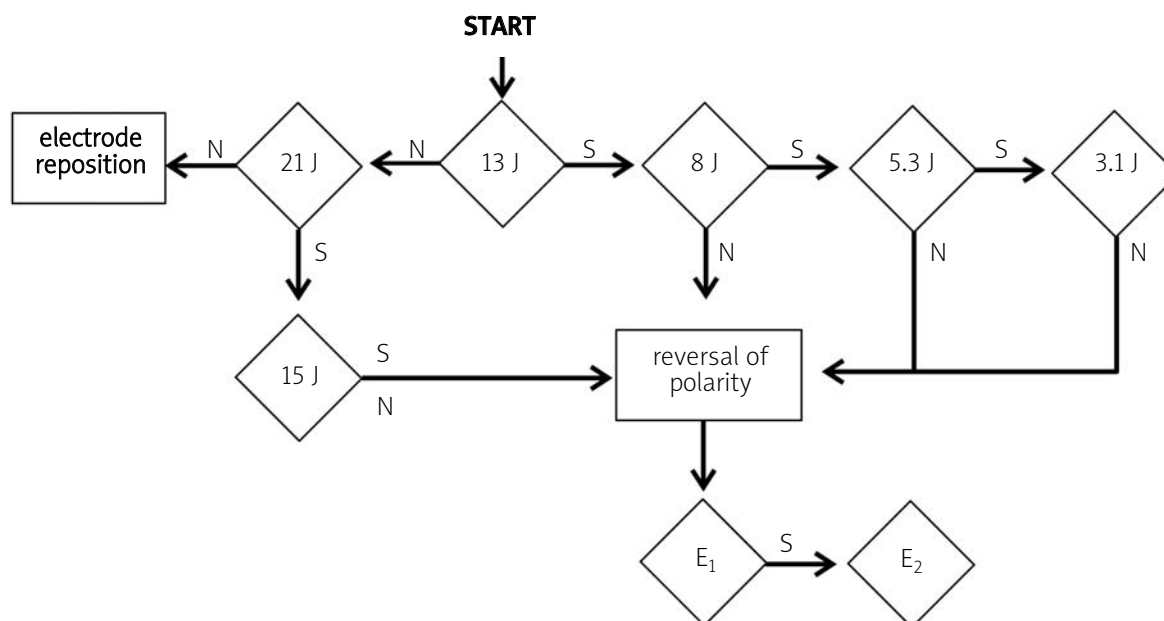 START
electrode
reposition
N
21 J
N
13 J
S
8 J
S
5.3 J
S
3.1 J
S
N
N
N
15 J
S
N
reversal of
polarity
E₁
S
E₂